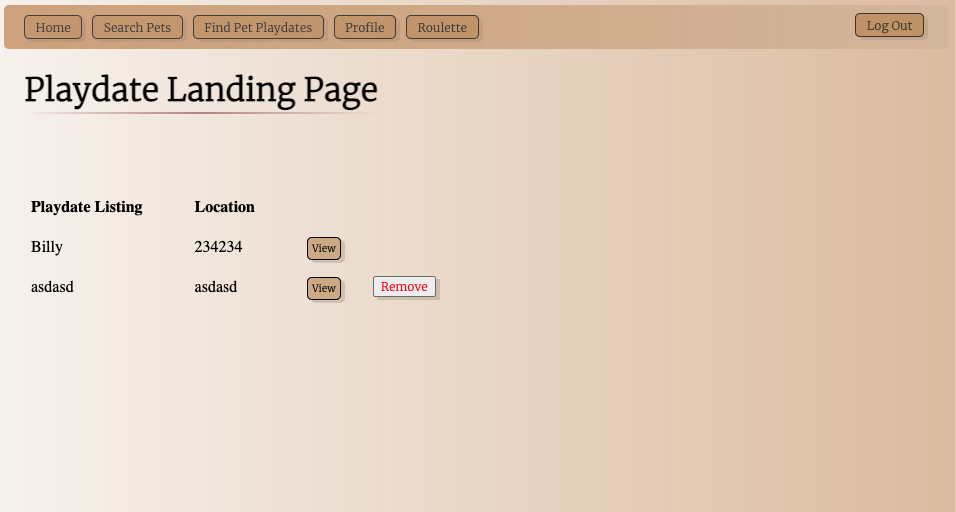 Home Search Pets Find Pet Playdates Profile Roulette Log Out
Playdate Landing Page
Playdate Listing Location
Billy 234234 View
asdasd asdasd View Remove